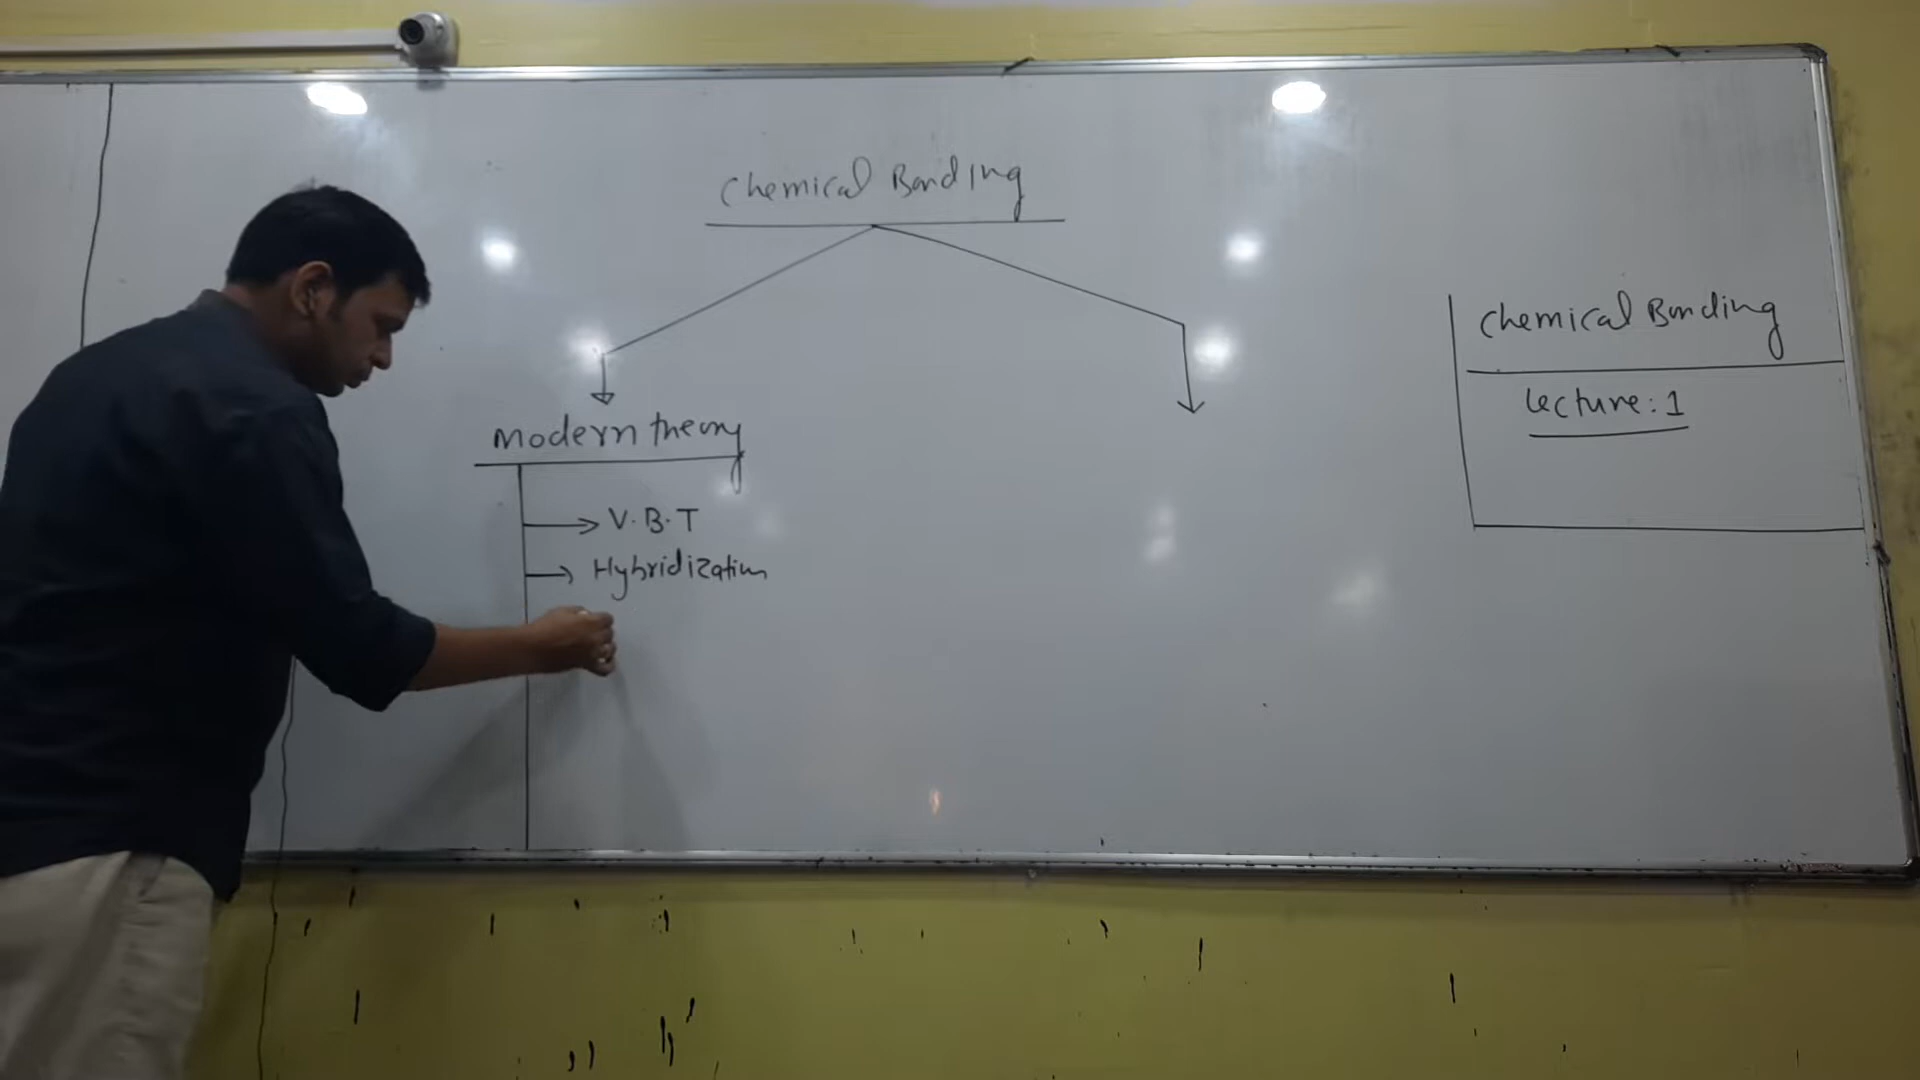 Chemical Bonding
Modern theory
V.B.T
Hybridization
Chemical Bonding
Lecture: 1